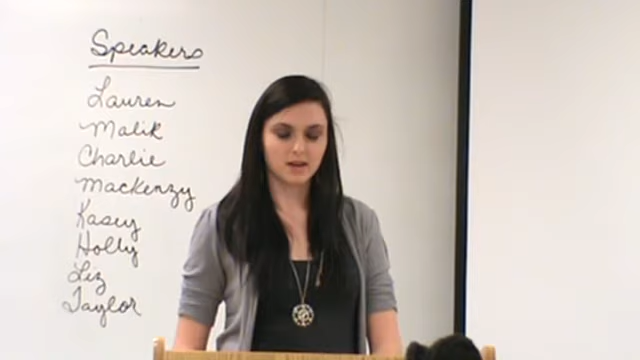 Speakers
Lauren
Malik
Charlie
Mackenzy
Kasey
Holly
Liz
Taylor